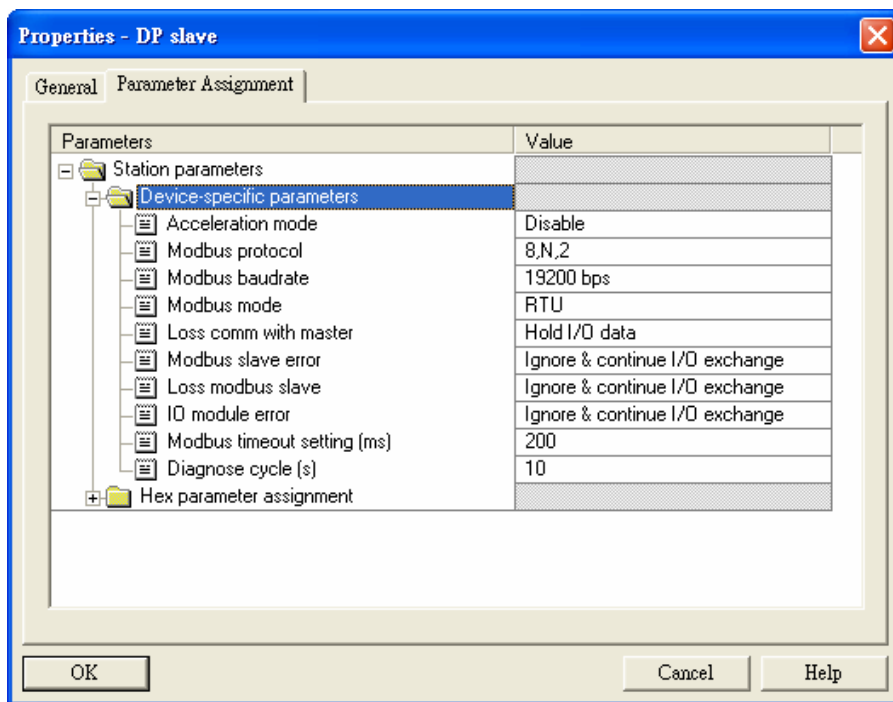 Properties - DP slave
General Parameter Assignment
Parameters Value
Station parameters
Device-specific parameters
Acceleration mode Disable
Modbus protocol 8,N,2
Modbus baudrate 19200 bps
Modbus mode RTU
Loss comm with master Hold I/O data
Modbus slave error Ignore & continue I/O exchange
Loss modbus slave Ignore & continue I/O exchange
IO module error Ignore & continue I/O exchange
Modbus timeout setting (ms) 200
Diagnose cycle (s) 10
Hex parameter assignment
OK Cancel Help